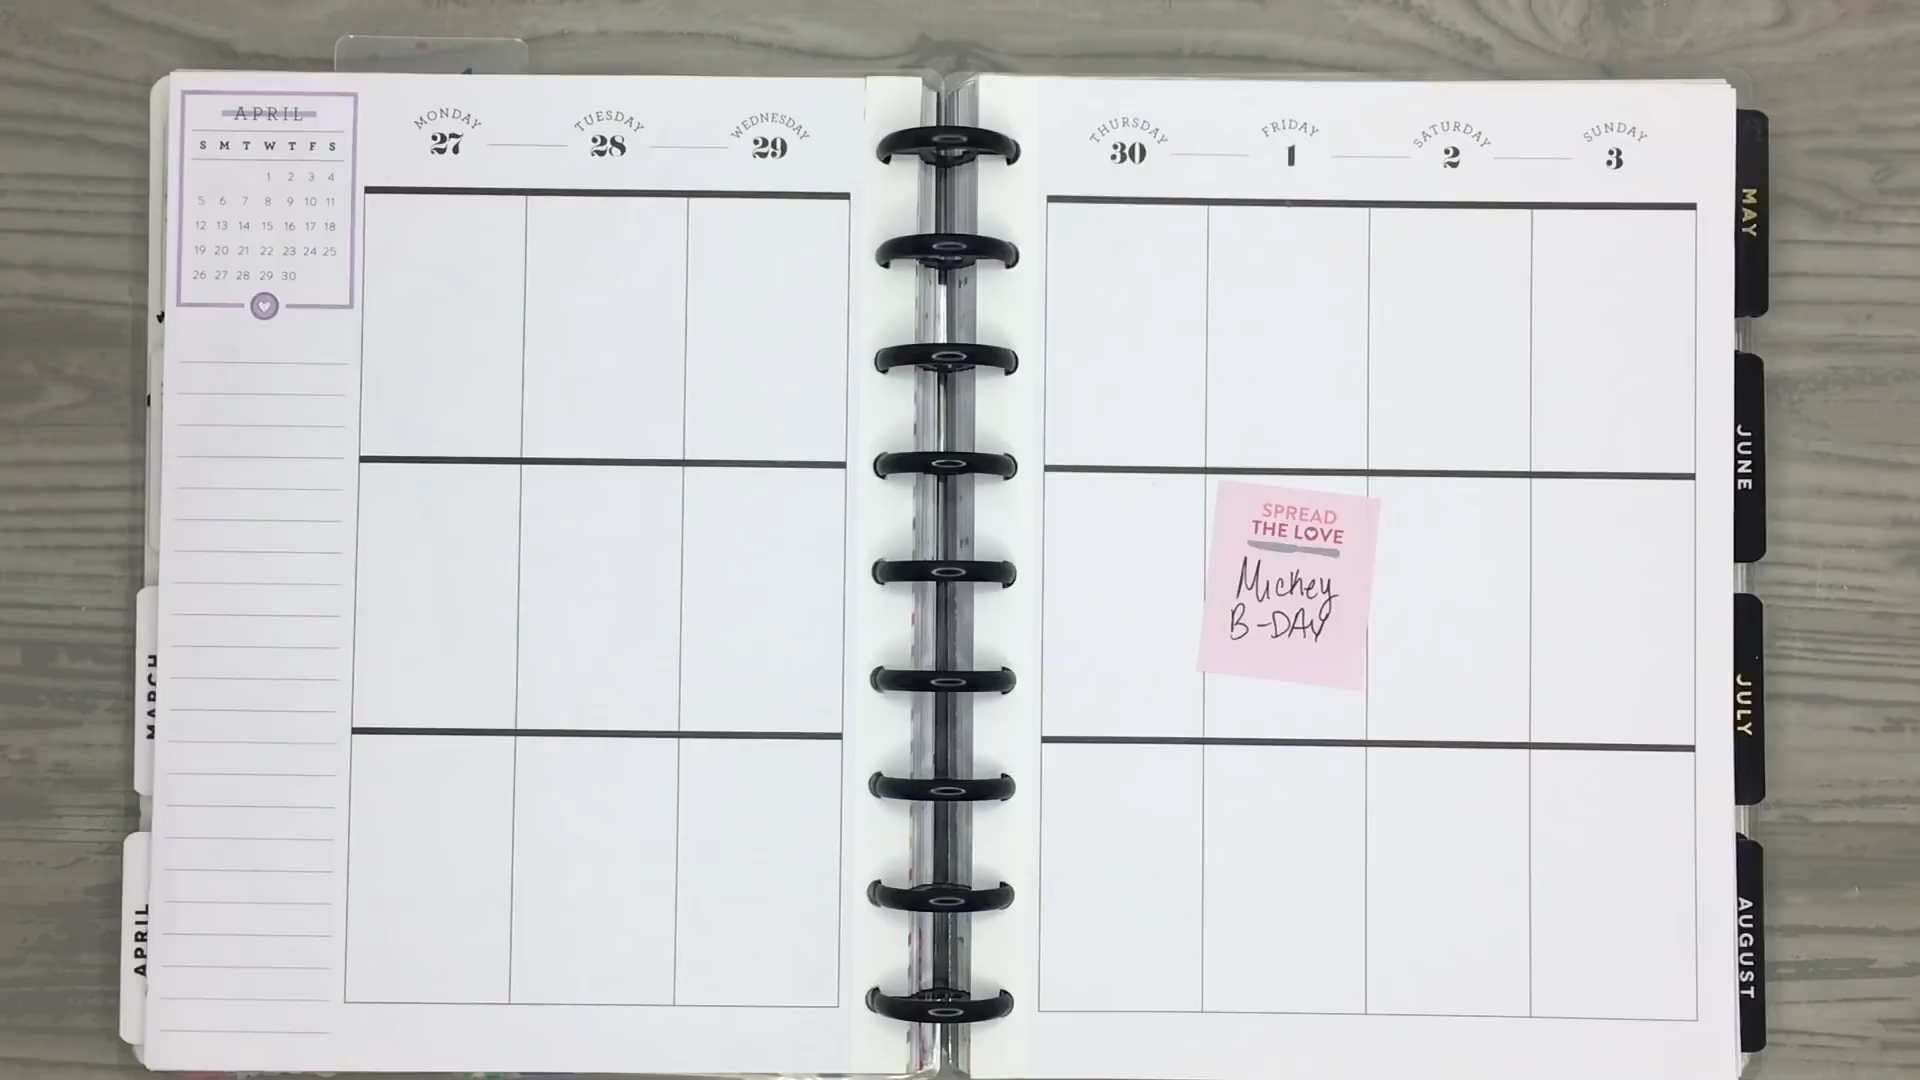 APRIL
S M T W T F S
1 2 3 4
5 6 7 8 9 10 11
12 13 14 15 16 17 18
19 20 21 22 23 24 25
26 27 28 29 30
MONDAY
27
TUESDAY
28
WEDNESDAY
29
THURSDAY
30
FRIDAY
1
SATURDAY
2
SUNDAY
3
SPREAD
THE LOVE
Mickey
B-DAY
MARCH
APRIL
MAY
JUNE
JULY
AUGUST